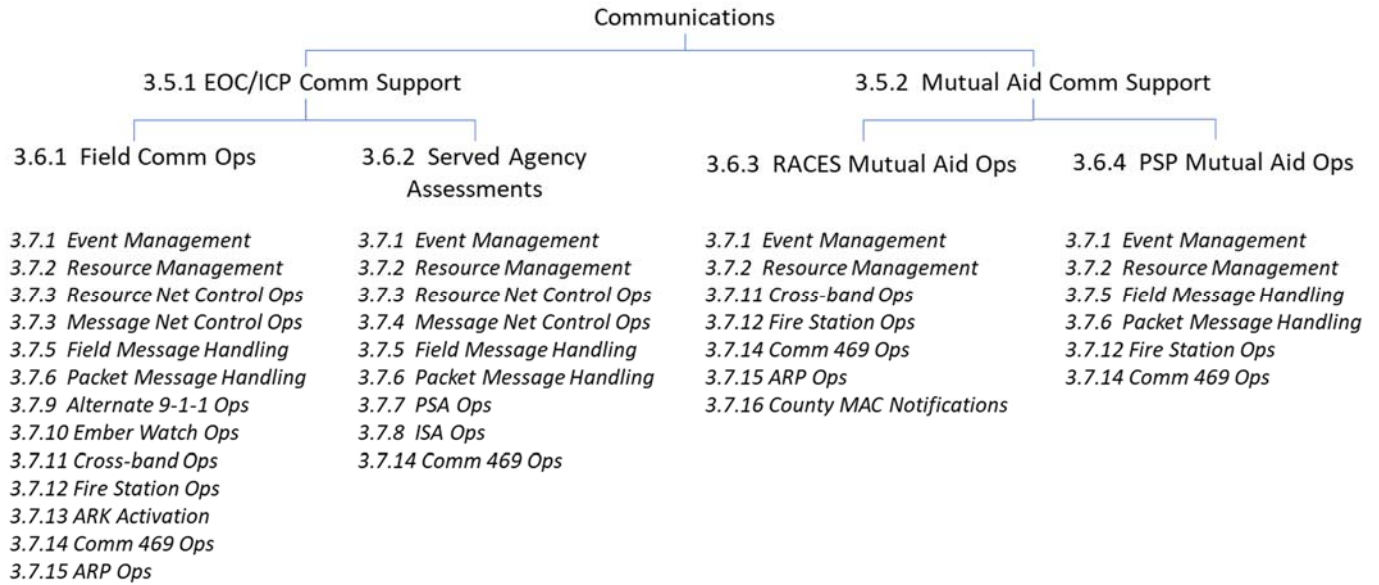 Communications
3.5.1 EOC/ICP Comm Support
3.5.2 Mutual Aid Comm Support
3.6.1 Field Comm Ops
3.6.2 Served Agency
Assessments
3.6.3 RACES Mutual Aid Ops
3.6.4 PSP Mutual Aid Ops
3.7.1 Event Management
3.7.2 Resource Management
3.7.3 Resource Net Control Ops
3.7.3 Message Net Control Ops
3.7.5 Field Message Handling
3.7.6 Packet Message Handling
3.7.9 Alternate 9-1-1 Ops
3.7.10 Ember Watch Ops
3.7.11 Cross-band Ops
3.7.12 Fire Station Ops
3.7.13 ARK Activation
3.7.14 Comm 469 Ops
3.7.15 ARP Ops
3.7.1 Event Management
3.7.2 Resource Management
3.7.3 Resource Net Control Ops
3.7.4 Message Net Control Ops
3.7.5 Field Message Handling
3.7.6 Packet Message Handling
3.7.7 PSA Ops
3.7.8 ISA Ops
3.7.14 Comm 469 Ops
3.7.1 Event Management
3.7.2 Resource Management
3.7.11 Cross-band Ops
3.7.12 Fire Station Ops
3.7.14 Comm 469 Ops
3.7.15 ARP Ops
3.7.16 County MAC Notifications
3.7.1 Event Management
3.7.2 Resource Management
3.7.5 Field Message Handling
3.7.6 Packet Message Handling
3.7.12 Fire Station Ops
3.7.14 Comm 469 Ops